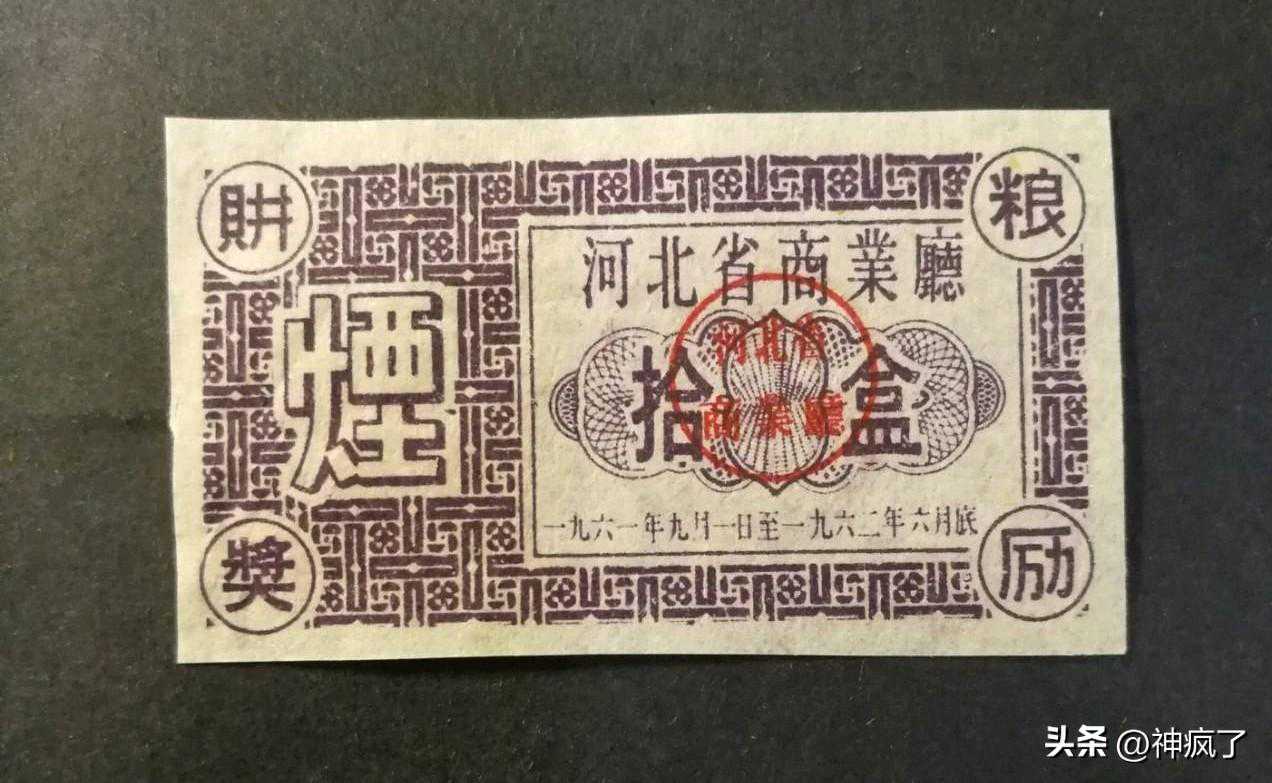 粮
河北省商業廳
煙
拾盒
河北省
商業廳
一九六一年九月一日至一九六二年六月底
獎 励
头条 @神疯了